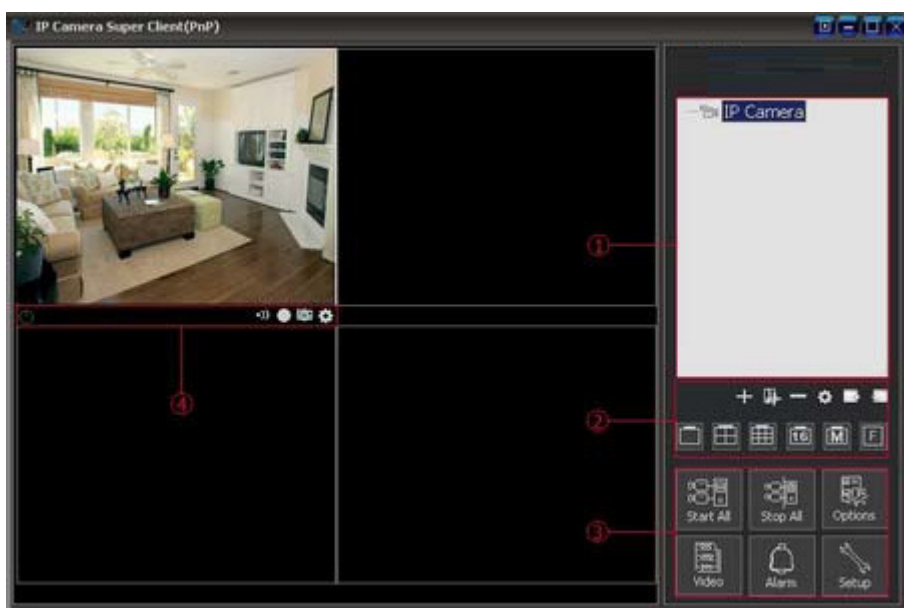 IP Camera Super Client(PnP)
IP Camera
①
④
②
16 M F
Start All Stop All Options
③
Video Alarm Setup